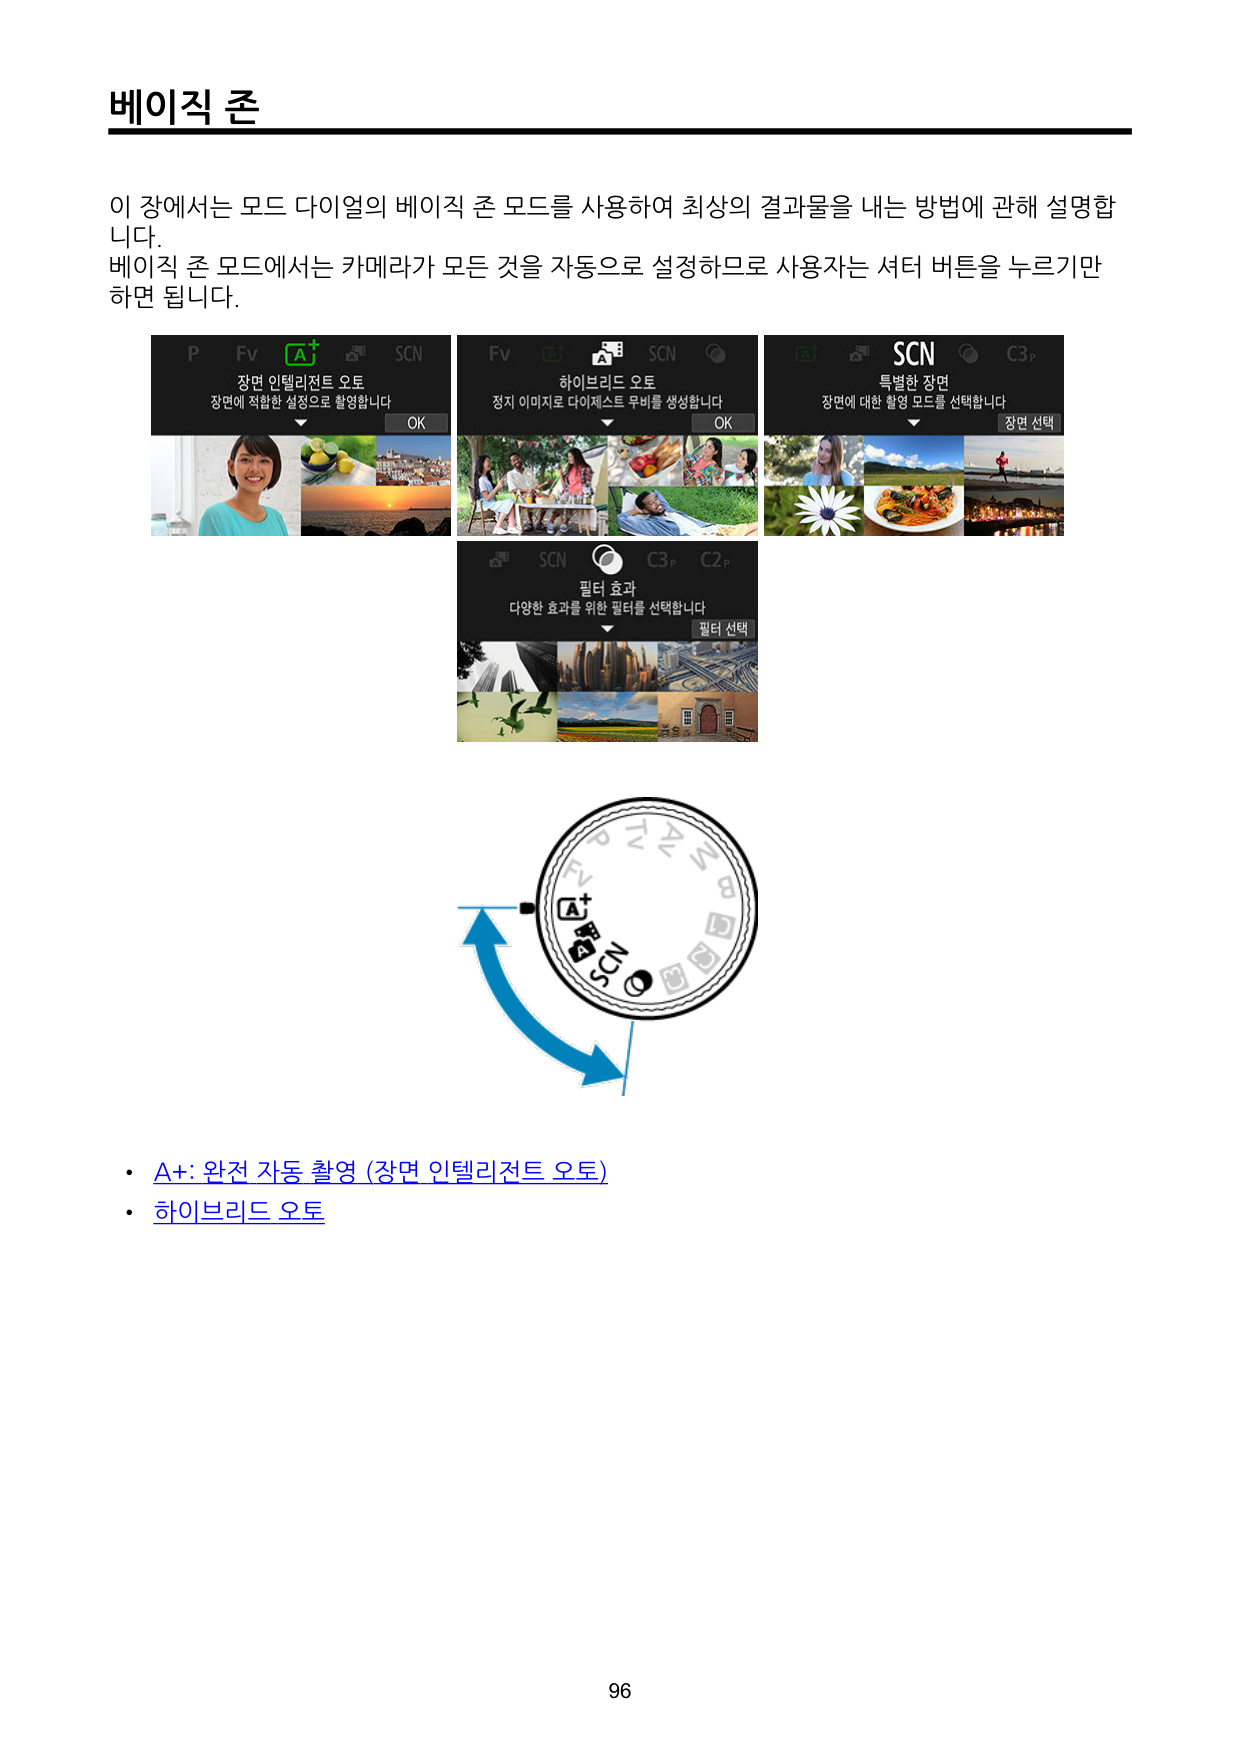 베이직 존
이 장에서는 모드 다이얼의 베이직 존 모드를 사용하여 최상의 결과물을 내는 방법에 관해 설명합
니다.
베이직 존 모드에서는 카메라가 모든 것을 자동으로 설정하므로 사용자는 셔터 버튼을 누르기만
하면 됩니다.
P Fv A+ A SCN
장면 인텔리전트 오토
장면에 적합한 설정으로 촬영합니다
OK
Fv A+ A SCN
하이브리드 오토
정지 이미지로 다이제스트 무비를 생성합니다
OK
A+ A SCN C3P
특별한 장면
장면에 대한 촬영 모드를 선택합니다
장면 선택
A SCN C3P C2P
필터 효과
다양한 효과를 위한 필터를 선택합니다
필터 선택
Fv P Tv Av M B
A+ A SCN C3 C2 C1
• A+: 완전 자동 촬영 (장면 인텔리전트 오토)
• 하이브리드 오토
96